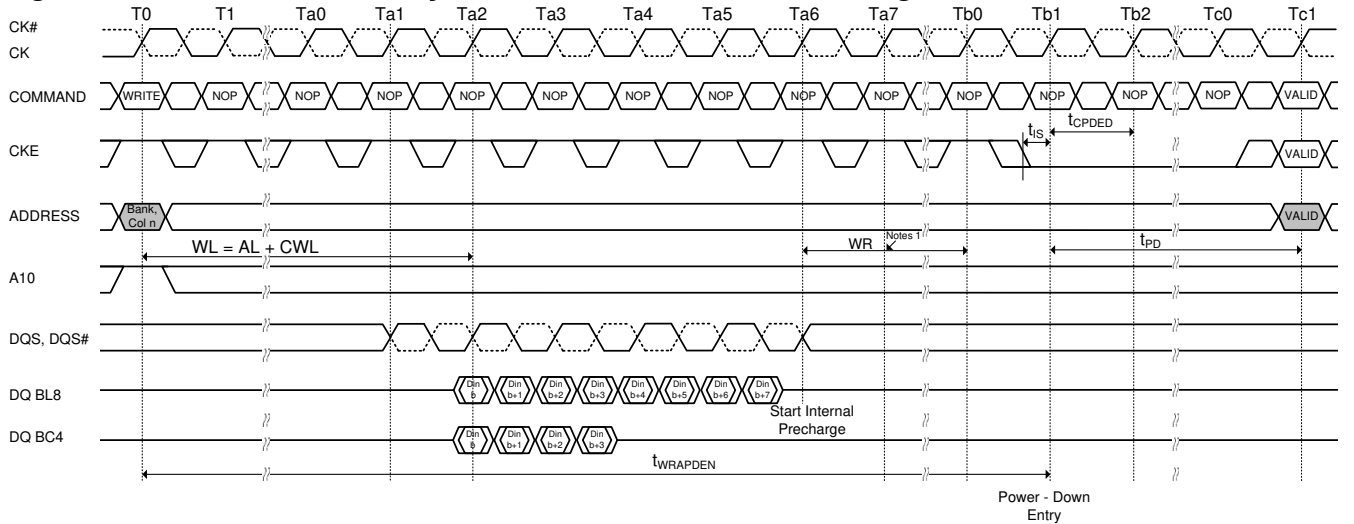 T0 T1 Ta0 Ta1 Ta2 Ta3 Ta4 Ta5 Ta6 Ta7 Tb0 Tb1 Tb2 Tc0 Tc1
CK#
CK
COMMAND WRITE NOP NOP NOP NOP NOP NOP NOP NOP NOP NOP NOP NOP NOP VALID
tIS tCPDED
CKE VALID
ADDRESS Bank, Col n VALID
WL = AL + CWL WR Notes 1 tPD
A10
DQS, DQS#
DQ BL8 Din b Din b+1 Din b+2 Din b+3 Din b+4 Din b+5 Din b+6 Din b+7
Start Internal
Precharge
DQ BC4 Din b Din b+1 Din b+2 Din b+3
tWRAPDEN
Power - Down
Entry